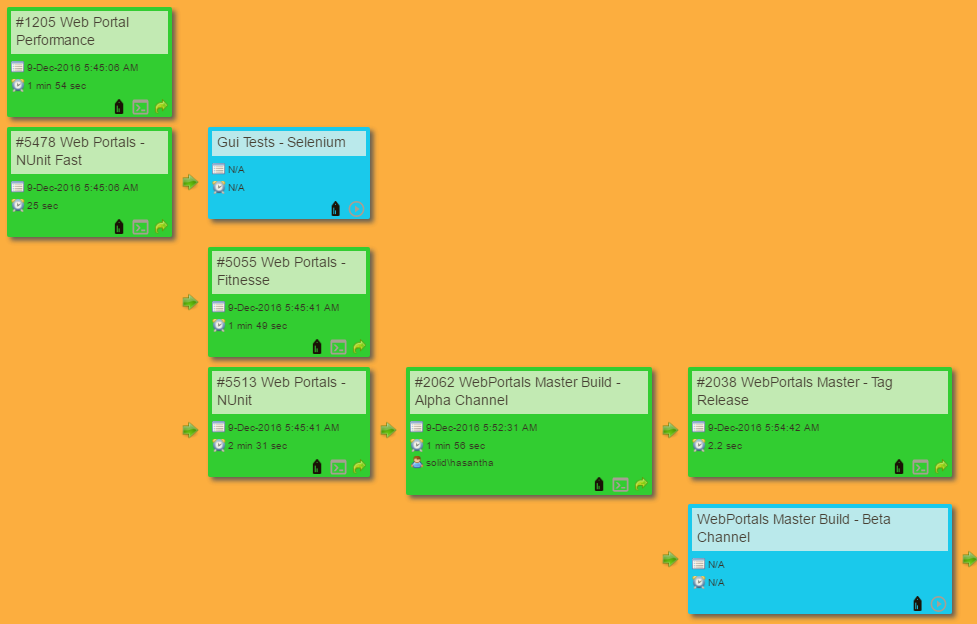 #1205 Web Portal
Performance
9-Dec-2016 5:45:06 AM
1 min 54 sec
#5478 Web Portals -
NUnit Fast
9-Dec-2016 5:45:06 AM
25 sec
Gui Tests - Selenium
N/A
N/A
#5055 Web Portals -
Fitnesse
9-Dec-2016 5:45:41 AM
1 min 49 sec
#5513 Web Portals -
NUnit
9-Dec-2016 5:45:41 AM
2 min 31 sec
#2062 WebPortals Master Build -
Alpha Channel
9-Dec-2016 5:52:31 AM
1 min 56 sec
solid\hasantha
#2038 WebPortals Master - Tag
Release
9-Dec-2016 5:54:42 AM
2.2 sec
WebPortals Master Build - Beta
Channel
N/A
N/A